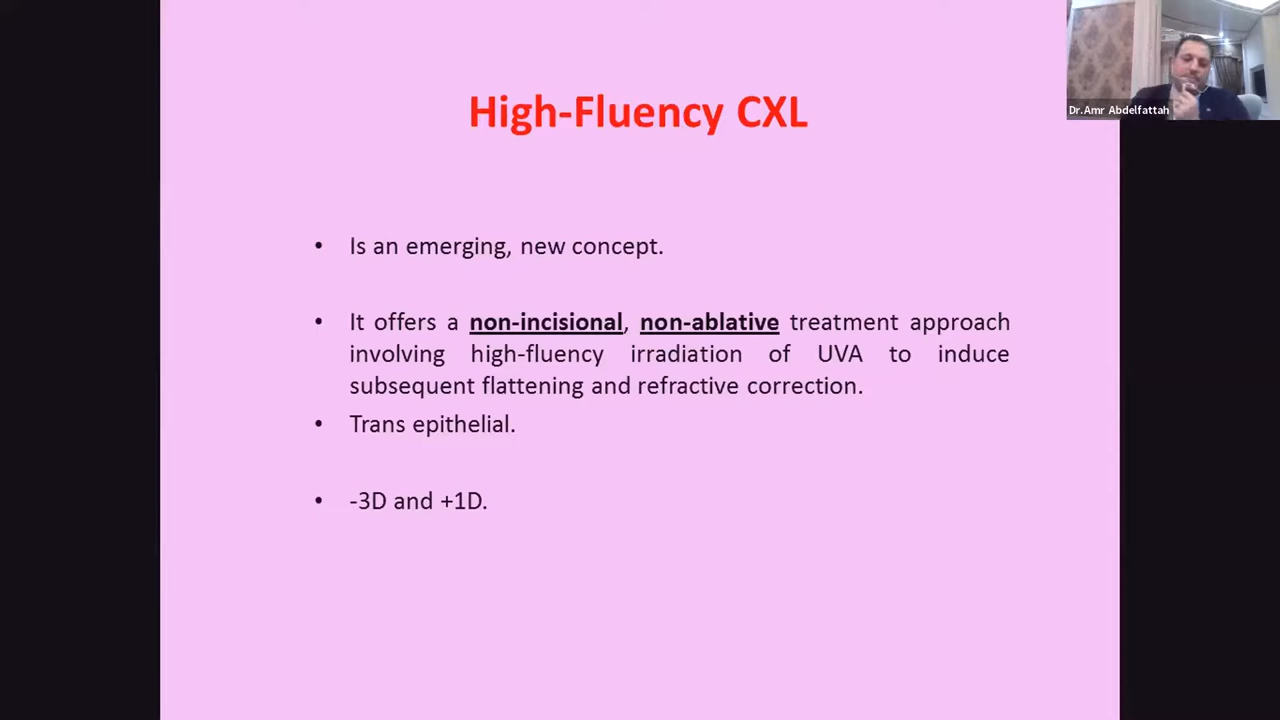 High-Fluency CXL
Dr.Amr Abdelfattah
• Is an emerging, new concept.
• It offers a non-incisional, non-ablative treatment approach
involving high-fluency irradiation of UVA to induce
subsequent flattening and refractive correction.
• Trans epithelial.
• -3D and +1D.